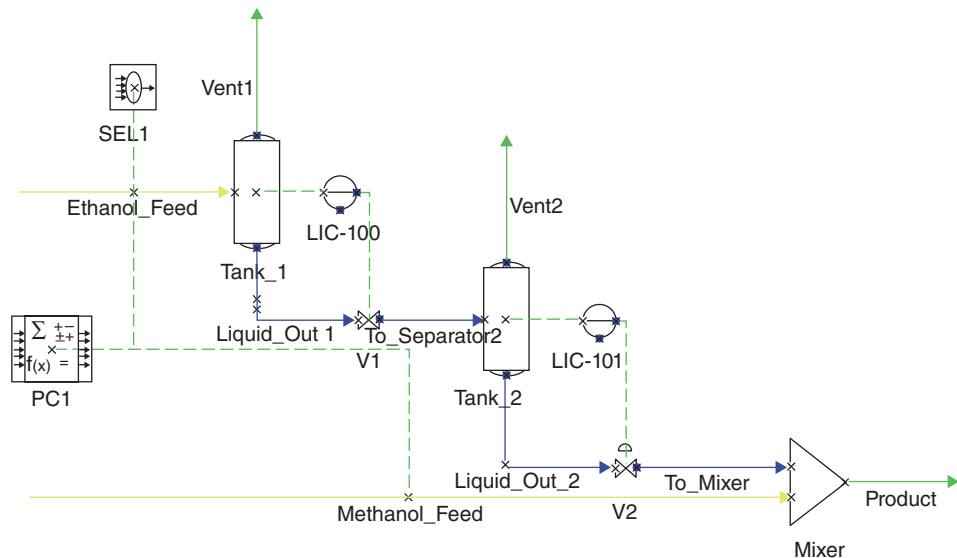 Vent1
SEL1
Ethanol_Feed
LIC-100
Vent2
Tank_1
Liquid_Out 1
To_Separator2
V1
LIC-101
Σ +−
±+
f(x) =
PC1
Tank_2
Liquid_Out_2
To_Mixer
Methanol_Feed
V2
Product
Mixer